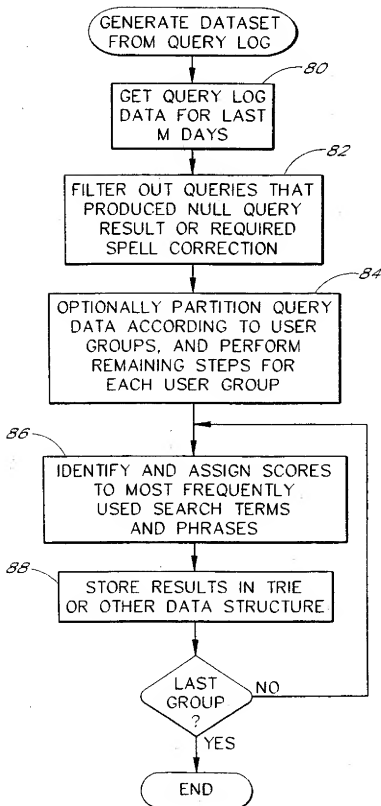 GENERATE DATASET
FROM QUERY LOG
80
GET QUERY LOG
DATA FOR LAST
M DAYS
82
FILTER OUT QUERIES THAT
PRODUCED NULL QUERY
RESULT OR REQUIRED
SPELL CORRECTION
84
OPTIONALLY PARTITION QUERY
DATA ACCORDING TO USER
GROUPS, AND PERFORM
REMAINING STEPS FOR
EACH USER GROUP
86
IDENTIFY AND ASSIGN SCORES
TO MOST FREQUENTLY
USED SEARCH TERMS
AND PHRASES
88
STORE RESULTS IN TRIE
OR OTHER DATA STRUCTURE
LAST
GROUP
?
NO
YES
END